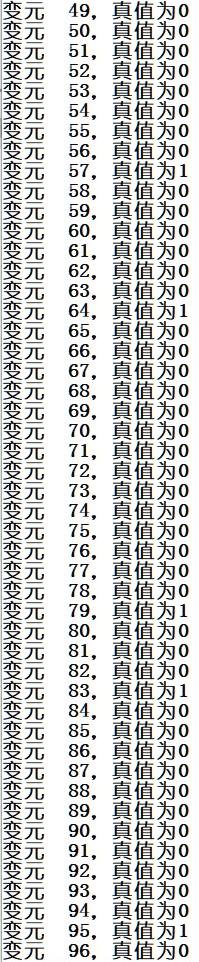 变元  49，真值为0
变元  50，真值为0
变元  51，真值为0
变元  52，真值为0
变元  53，真值为0
变元  54，真值为0
变元  55，真值为0
变元  56，真值为0
变元  57，真值为1
变元  58，真值为0
变元  59，真值为0
变元  60，真值为0
变元  61，真值为0
变元  62，真值为0
变元  63，真值为0
变元  64，真值为1
变元  65，真值为0
变元  66，真值为0
变元  67，真值为0
变元  68，真值为0
变元  69，真值为0
变元  70，真值为0
变元  71，真值为0
变元  72，真值为0
变元  73，真值为0
变元  74，真值为0
变元  75，真值为0
变元  76，真值为0
变元  77，真值为0
变元  78，真值为0
变元  79，真值为1
变元  80，真值为0
变元  81，真值为0
变元  82，真值为0
变元  83，真值为1
变元  84，真值为0
变元  85，真值为0
变元  86，真值为0
变元  87，真值为0
变元  88，真值为0
变元  89，真值为0
变元  90，真值为0
变元  91，真值为0
变元  92，真值为0
变元  93，真值为0
变元  94，真值为0
变元  95，真值为1
变元  96，真值为0